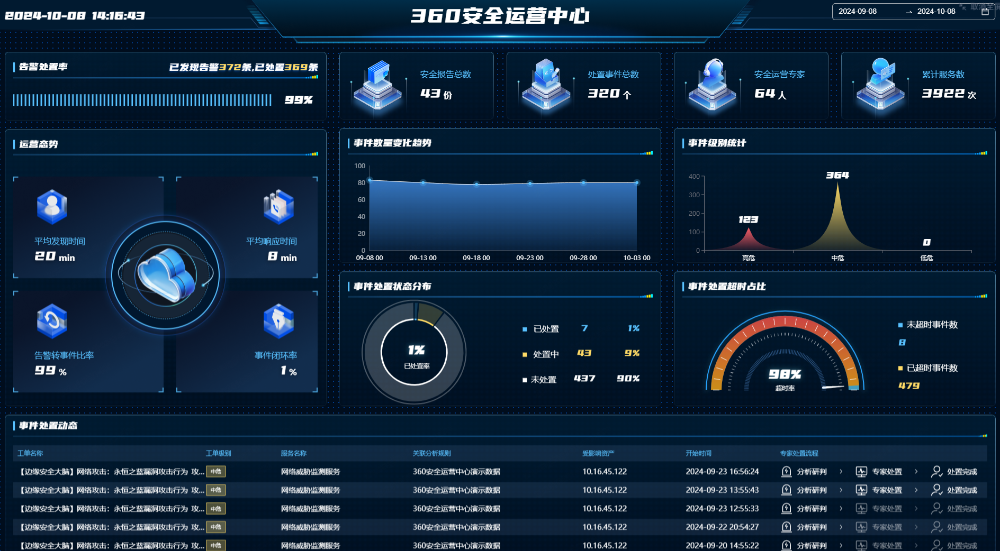 2024-10-08 14:16:43
360安全运营中心
2024-09-08 → 2024-10-08
取消全屏
告警处置率
已发现告警372条,已处置369条
99%
安全报告总数
43 份
处置事件总数
320 个
安全运营专家
64 人
累计服务数
3922 次
运营态势
平均发现时间
20 min
平均响应时间
8 min
告警转事件比率
99 %
事件闭环率
1 %
事件数量变化趋势
100
80
60
40
20
0
09-08 00 09-13 00 09-18 00 09-23 00 09-28 00 10-03 00
事件级别统计
400
300
200
100
0
123
364
0
高危 中危 低危
事件处置状态分布
1%
已处置率
已处置 7 1%
处置中 43 9%
未处置 437 90%
事件处置超时占比
98%
超时率
未超时事件数
8
已超时事件数
479
事件处置动态
工单名称 工单级别 服务名称 关联分析规则 受影响资产 开始时间 专家处置流程
【边缘安全大脑】网络攻击：永恒之蓝漏洞攻击行为 攻... 中危 网络威胁监测服务 360安全运营中心演示数据 10.16.45.122 2024-09-23 16:56:24 分析研判 > 专家处置 > 处置完成
【边缘安全大脑】网络攻击：永恒之蓝漏洞攻击行为 攻... 中危 网络威胁监测服务 360安全运营中心演示数据 10.16.45.122 2024-09-23 13:55:43 分析研判 > 专家处置 > 处置完成
【边缘安全大脑】网络攻击：永恒之蓝漏洞攻击行为 攻... 中危 网络威胁监测服务 360安全运营中心演示数据 10.16.45.122 2024-09-23 12:55:33 分析研判 > 专家处置 > 处置完成
【边缘安全大脑】网络攻击：永恒之蓝漏洞攻击行为 攻... 中危 网络威胁监测服务 360安全运营中心演示数据 10.16.45.122 2024-09-22 20:54:27 分析研判 > 专家处置 > 处置完成
【边缘安全大脑】网络攻击：永恒之蓝漏洞攻击行为 攻... 中危 网络威胁监测服务 360安全运营中心演示数据 10.16.45.122 2024-09-20 14:55:22 分析研判 > 专家处置 > 处置完成